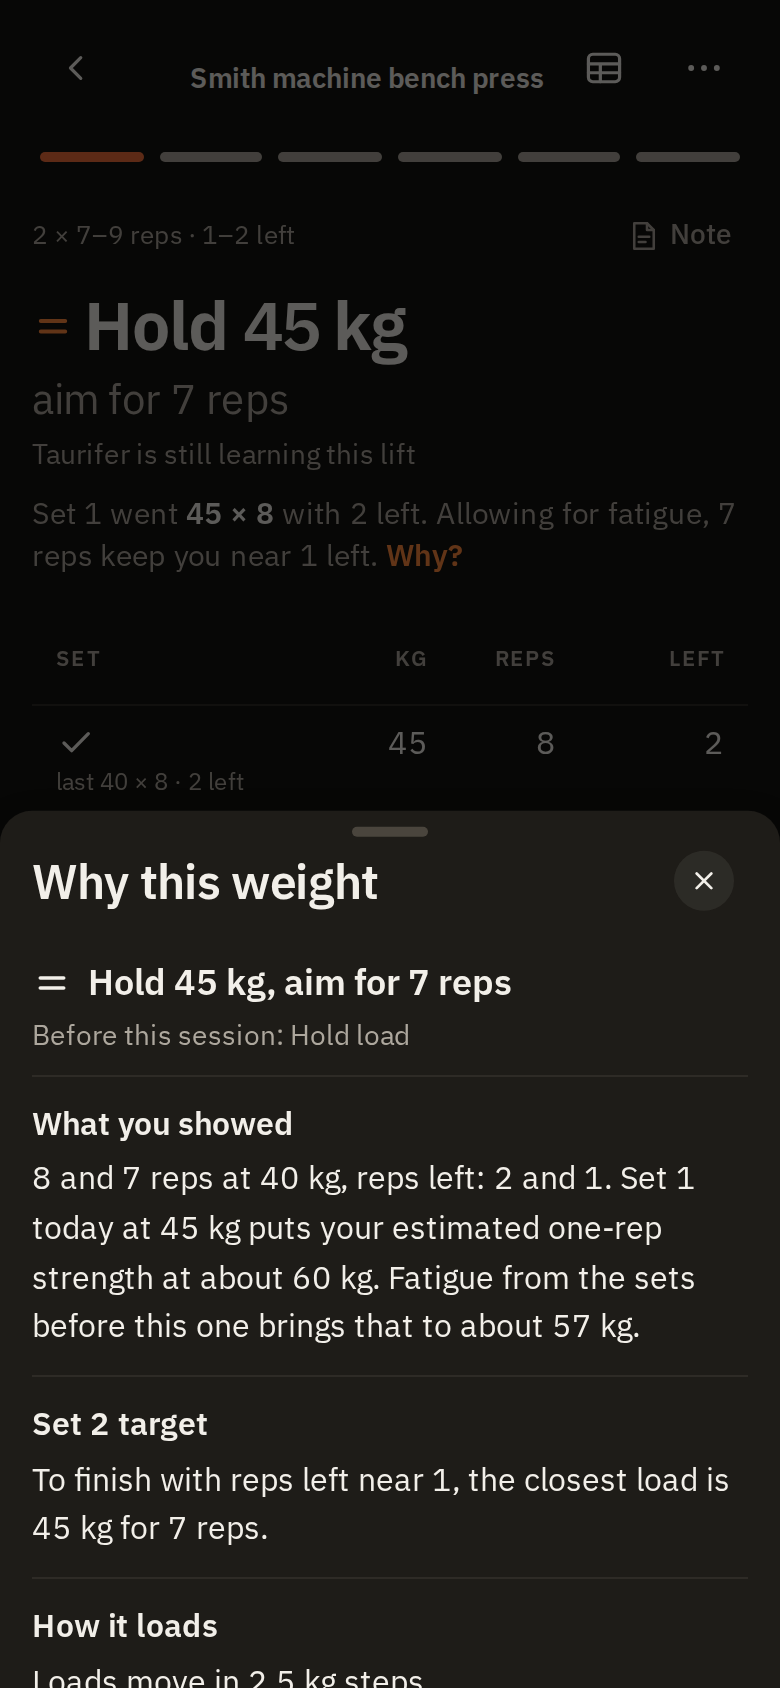 Smith machine bench press
2 × 7–9 reps · 1–2 left
Note
= Hold 45 kg
aim for 7 reps
Taurifer is still learning this lift
Set 1 went 45 × 8 with 2 left. Allowing for fatigue, 7
reps keep you near 1 left. Why?
SET KG REPS LEFT
45 8 2
last 40 × 8 · 2 left
Why this weight
= Hold 45 kg, aim for 7 reps
Before this session: Hold load
What you showed
8 and 7 reps at 40 kg, reps left: 2 and 1. Set 1
today at 45 kg puts your estimated one-rep
strength at about 60 kg. Fatigue from the sets
before this one brings that to about 57 kg.
Set 2 target
To finish with reps left near 1, the closest load is
45 kg for 7 reps.
How it loads
Loads move in 2.5 kg steps